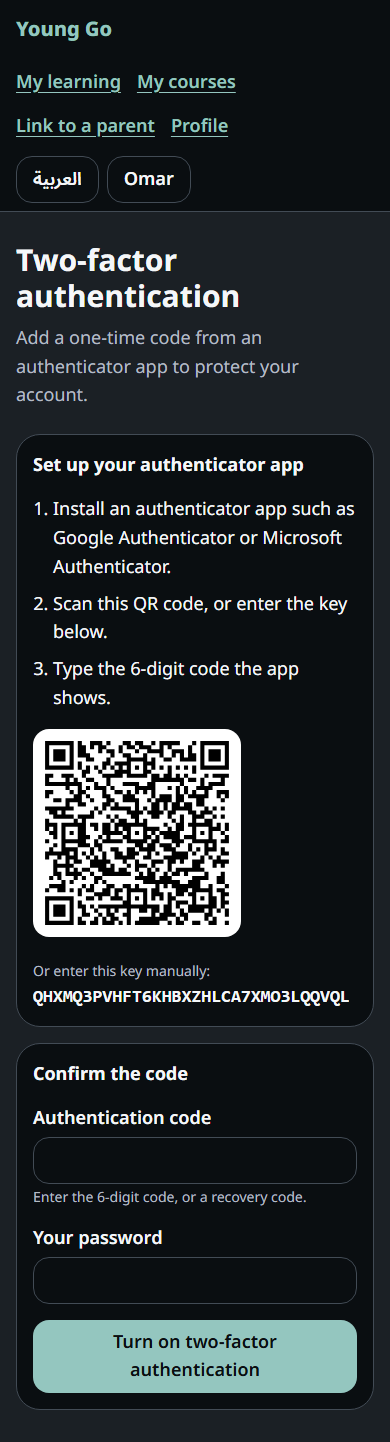 Young Go
My learning My courses
Link to a parent Profile
العربية Omar
Two-factor
authentication
Add a one-time code from an
authenticator app to protect your
account.
Set up your authenticator app
1. Install an authenticator app such as
Google Authenticator or Microsoft
Authenticator.
2. Scan this QR code, or enter the key
below.
3. Type the 6-digit code the app
shows.
Or enter this key manually:
QHXMQ3PVHFT6KHBXZHLCA7XMO3LQQVQL
Confirm the code
Authentication code
Enter the 6-digit code, or a recovery code.
Your password
Turn on two-factor
authentication